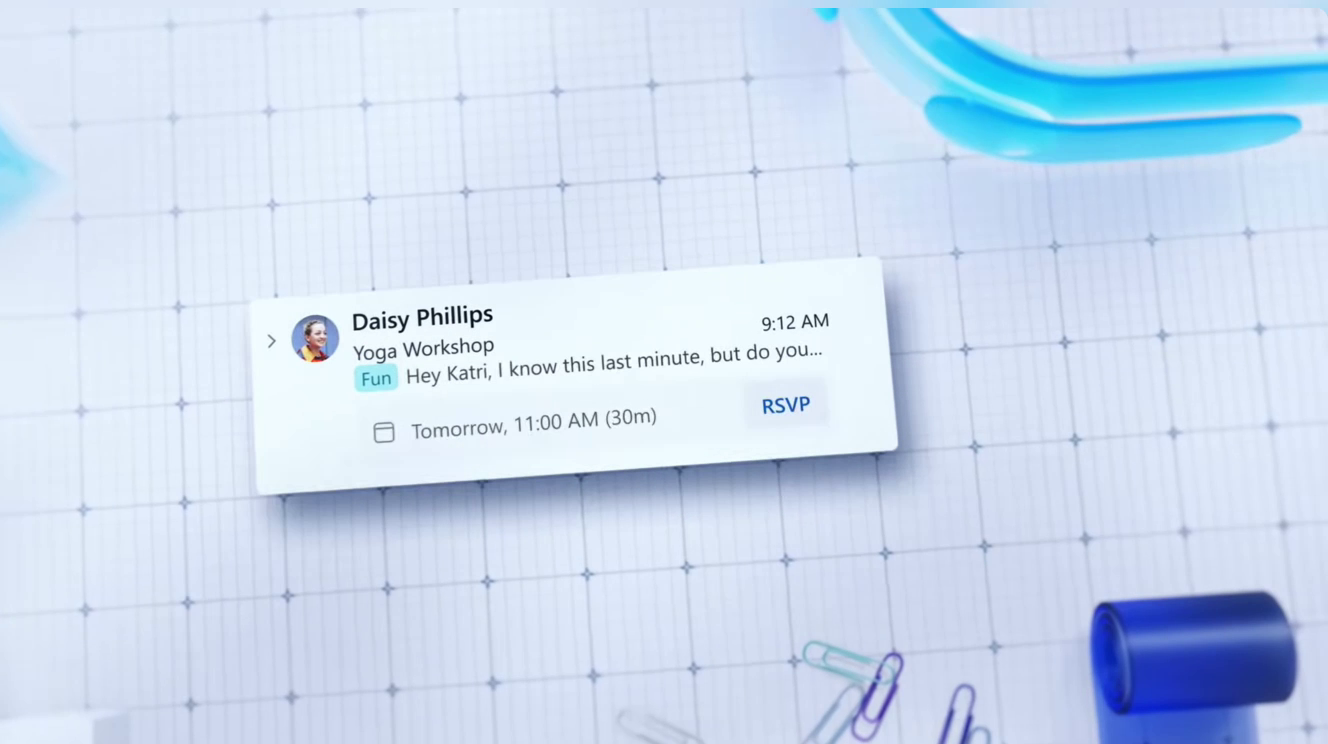 Daisy Phillips
9:12 AM
Yoga Workshop
Fun Hey Katri, I know this last minute, but do you...
Tomorrow, 11:00 AM (30m)
RSVP